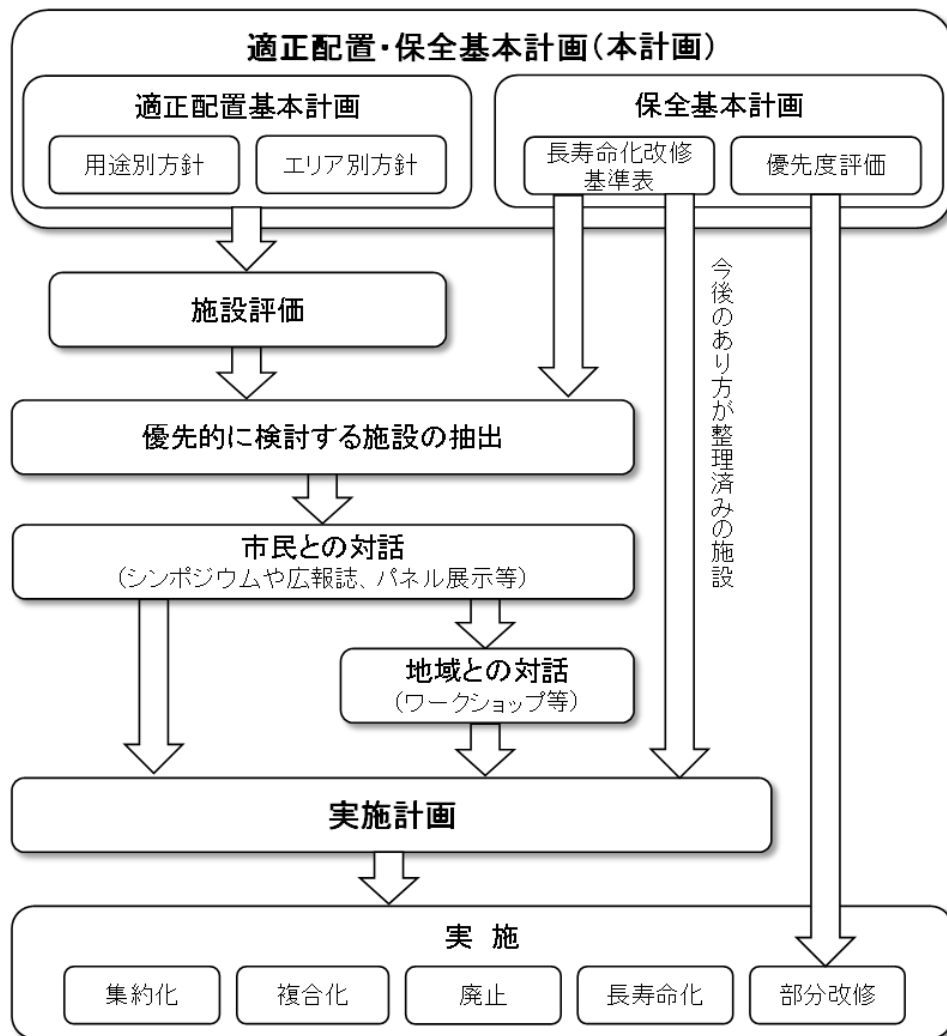 適正配置・保全基本計画（本計画）
適正配置基本計画
用途別方針
エリア別方針
保全基本計画
長寿命化改修
基準表
優先度評価
施設評価
今後のあり方が整理済みの施設
優先的に検討する施設の抽出
市民との対話
（シンポジウムや広報誌、パネル展示等）
地域との対話
（ワークショップ等）
実施計画
実 施
集約化
複合化
廃止
長寿命化
部分改修